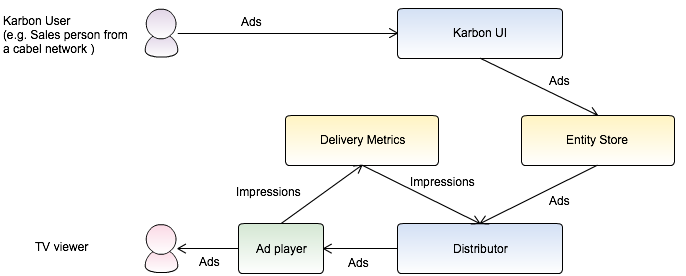 Karbon User
(e.g. Sales person from
a cabel network )
Ads
Karbon UI
Ads
Delivery Metrics
Entity Store
Impressions
Impressions
Ads
TV viewer
Ads
Ad player
Ads
Distributor